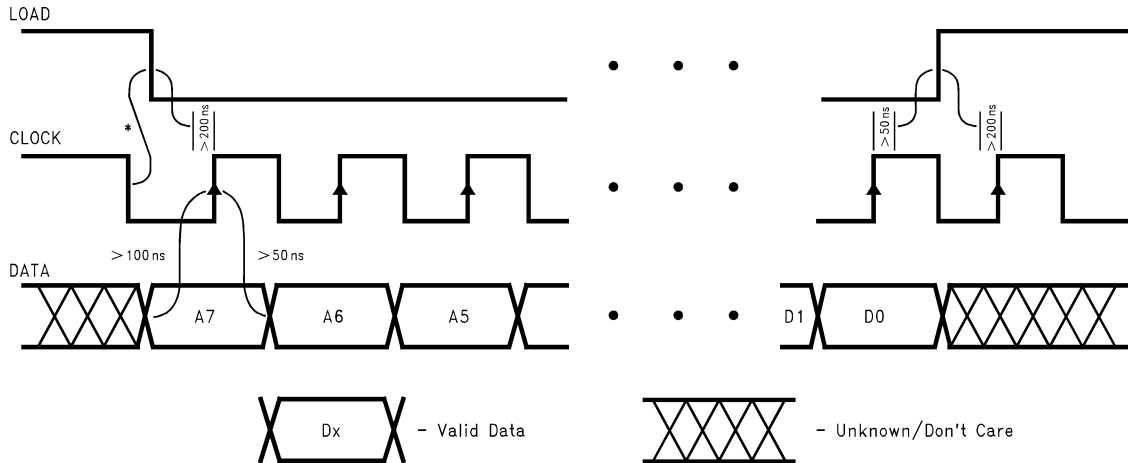 LOAD
*
>200ns
>50ns
>200ns
CLOCK
>100ns
>50ns
DATA
A7
A6
A5
D1
D0
Dx
- Valid Data
- Unknown/Don't Care